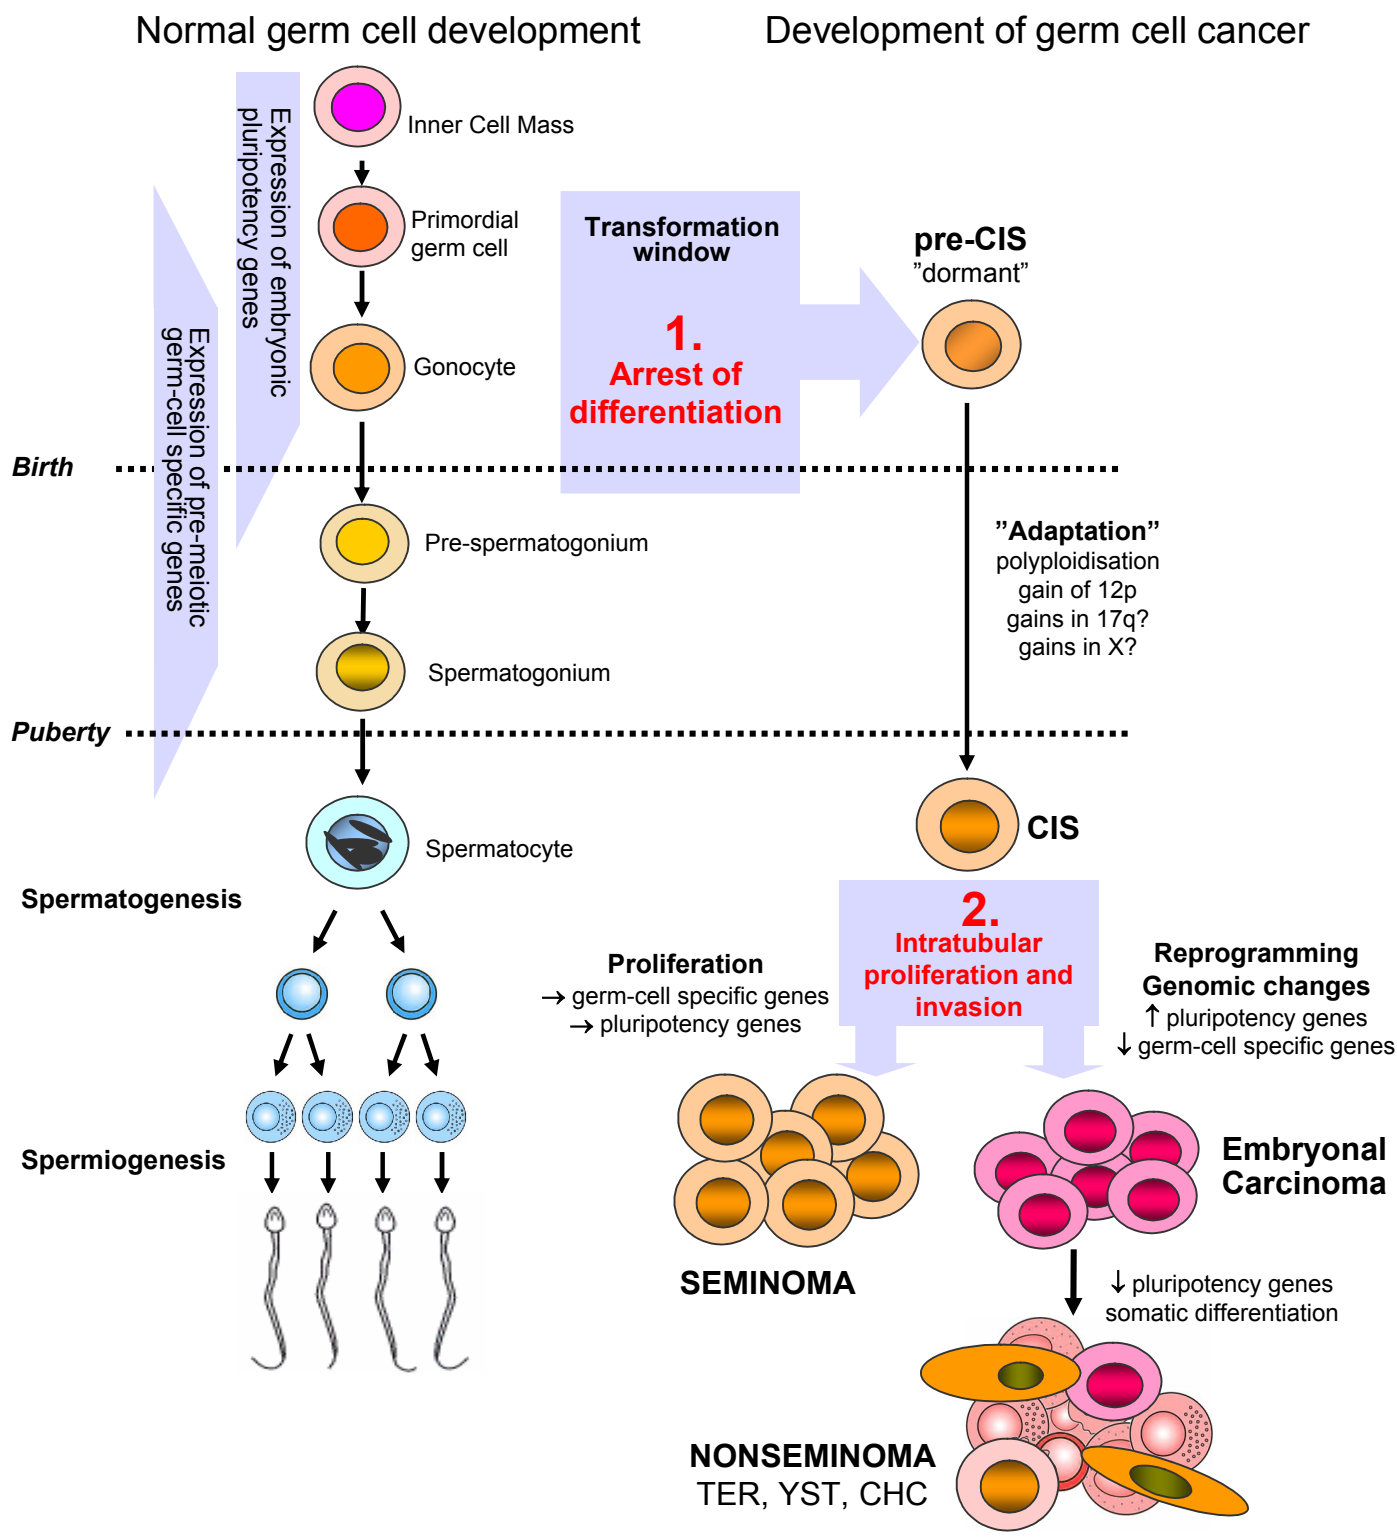 Normal germ cell development
Development of germ cell cancer
Expression of embryonic
pluripotency genes
Expression of pre-meiotic
germ-cell specific genes
Inner Cell Mass
Primordial
germ cell
Gonocyte
Transformation
window
1.
Arrest of
differentiation
pre-CIS
”dormant”
Birth
Pre-spermatogonium
Spermatogonium
”Adaptation”
polyploidisation
gain of 12p
gains in 17q?
gains in X?
Puberty
Spermatocyte
CIS
Spermatogenesis
2.
Intratubular
proliferation and
invasion
Proliferation
→ germ-cell specific genes
→ pluripotency genes
Reprogramming
Genomic changes
↑ pluripotency genes
↓ germ-cell specific genes
Spermiogenesis
Embryonal
Carcinoma
SEMINOMA
↓ pluripotency genes
somatic differentiation
NONSEMINOMA
TER, YST, CHC